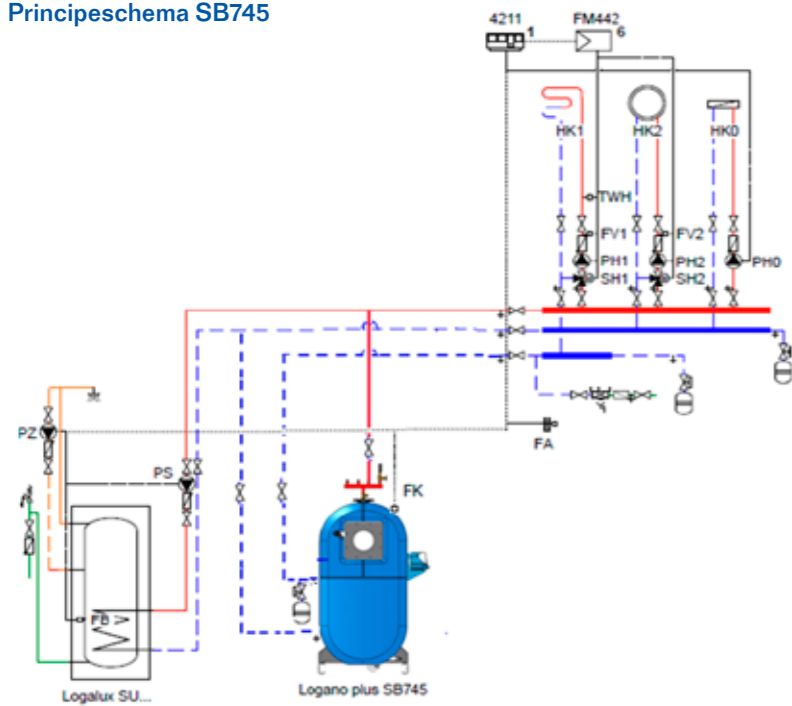 Principeschema SB745
4211
1
FM442
6
HK1
HK2
HK0
TWH
FV1
FV2
PH1
PH2
PH0
SH1
SH2
FA
PZ
PS
FK
FB
Logalux SU...
Logano plus SB745